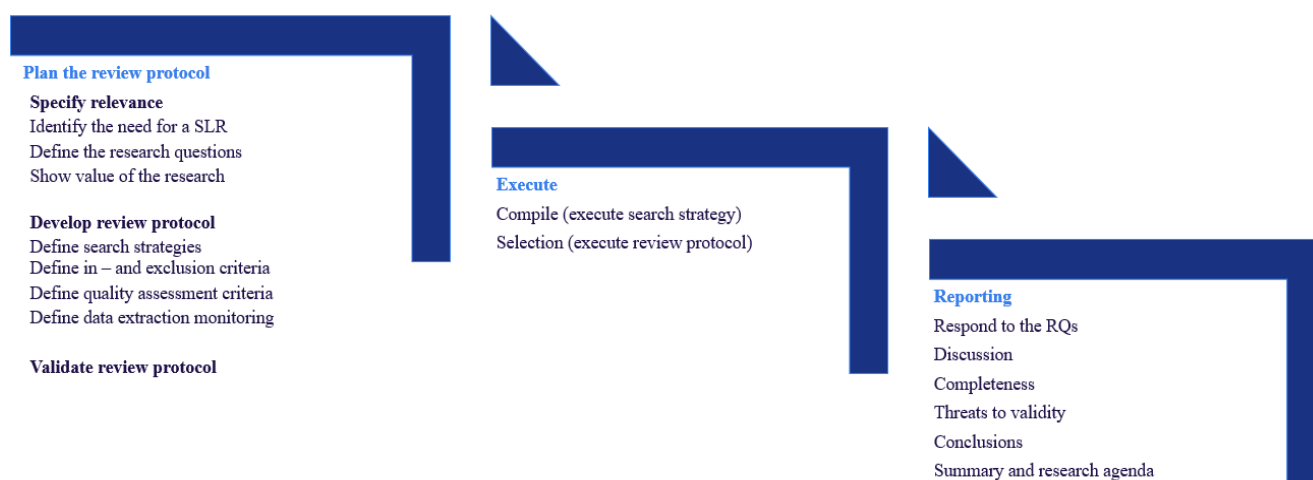 Plan the review protocol
Specify relevance
Identify the need for a SLR
Define the research questions
Show value of the research
Develop review protocol
Define search strategies
Define in – and exclusion criteria
Define quality assessment criteria
Define data extraction monitoring
Validate review protocol
Execute
Compile (execute search strategy)
Selection (execute review protocol)
Reporting
Respond to the RQs
Discussion
Completeness
Threats to validity
Conclusions
Summary and research agenda